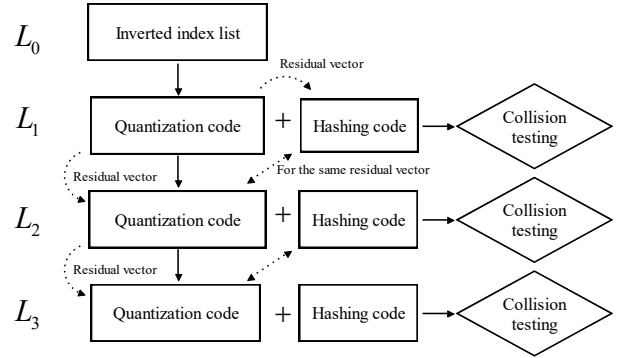 L0
Inverted index list
Residual vector
L1
Quantization code
+
Hashing code
Collision
testing
Residual vector
For the same residual vector
L2
Quantization code
+
Hashing code
Collision
testing
Residual vector
L3
Quantization code
+
Hashing code
Collision
testing